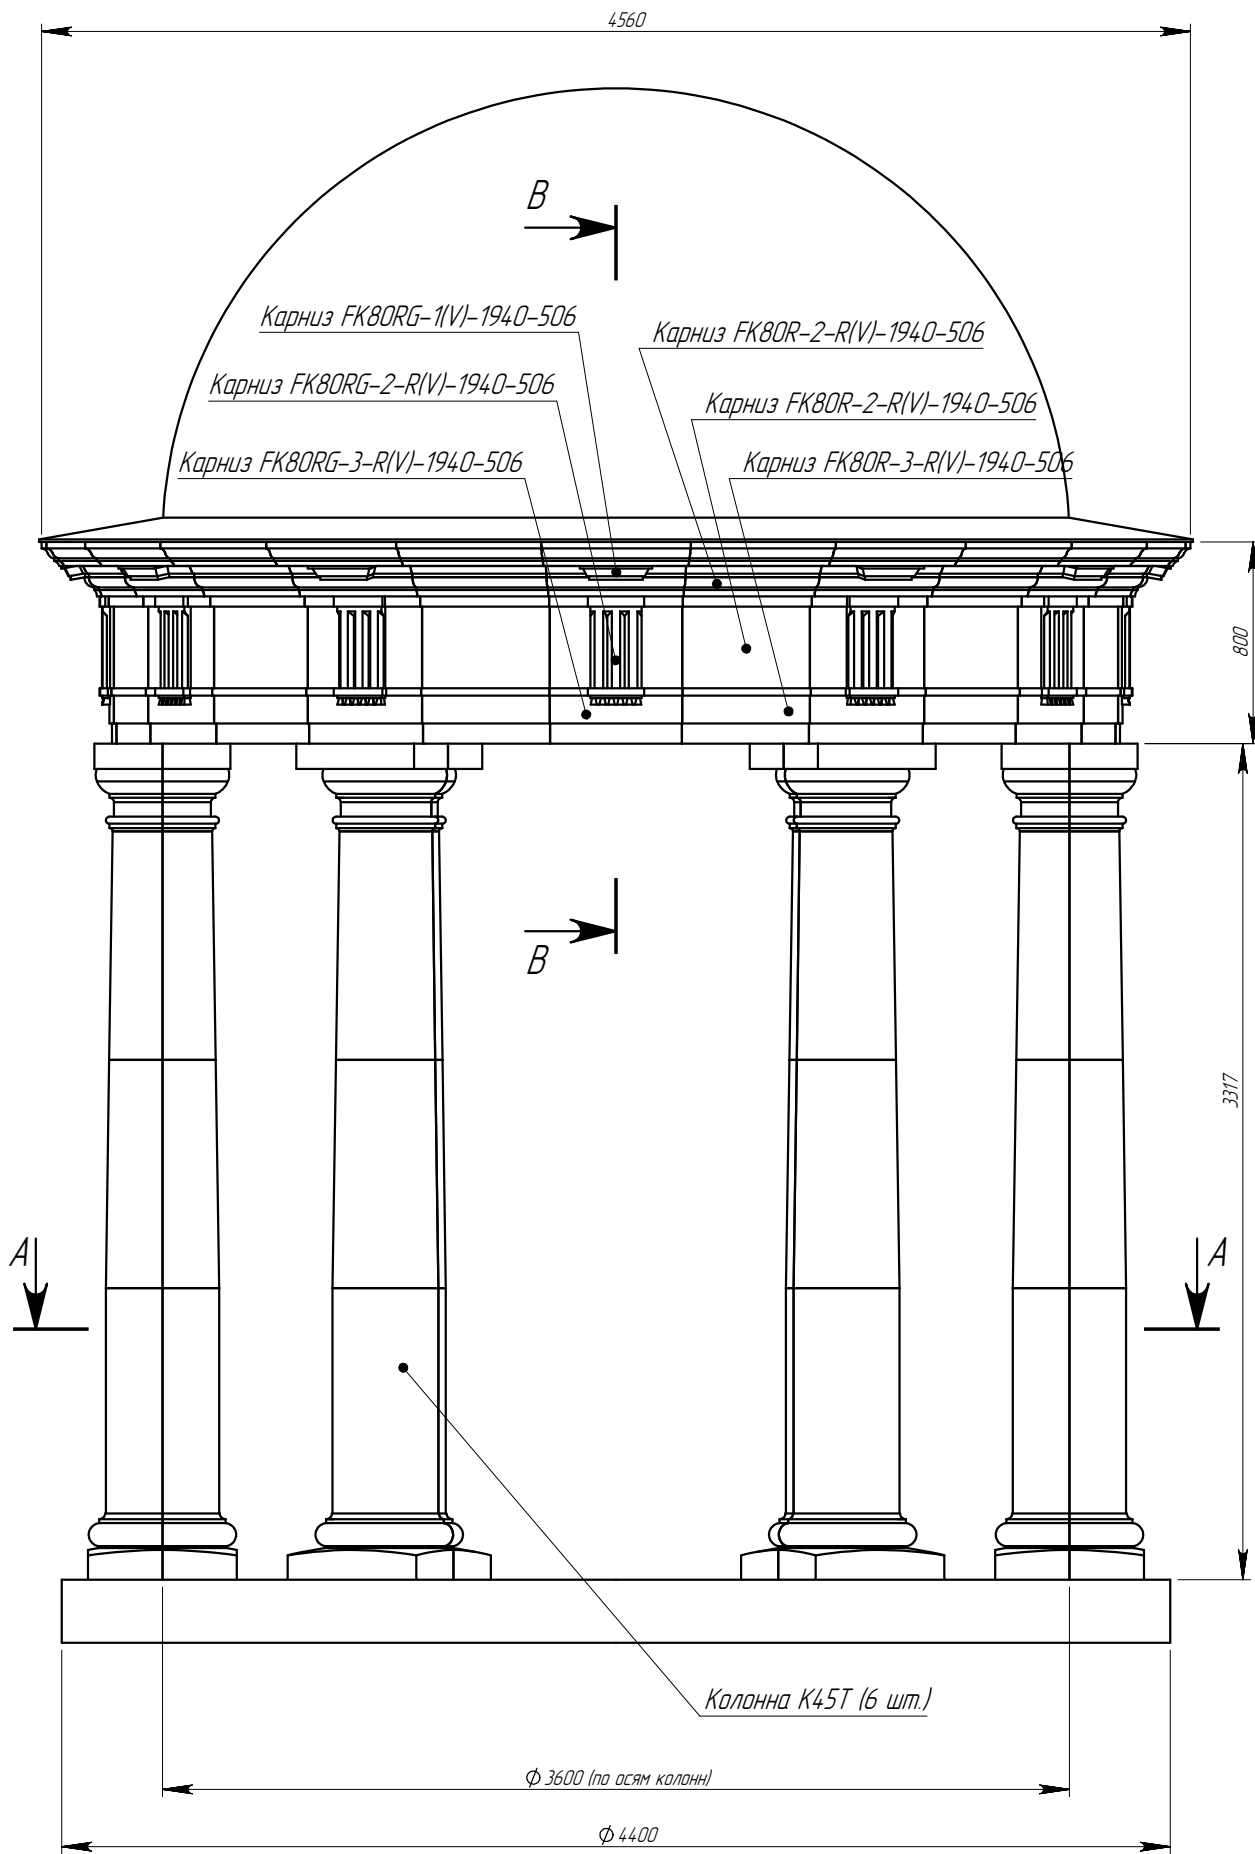 4560
В
Карниз FK80RG-1(V)-1940-506
Карниз FK80R-2-R(V)-1940-506
Карниз FK80RG-2-R(V)-1940-506
Карниз FK80R-2-R(V)-1940-506
Карниз FK80RG-3-R(V)-1940-506
Карниз FK80R-3-R(V)-1940-506
800
В
3317
А
А
Колонна К45Т (6 шт.)
ϕ 3600 (по осям колонн)
ϕ 4400